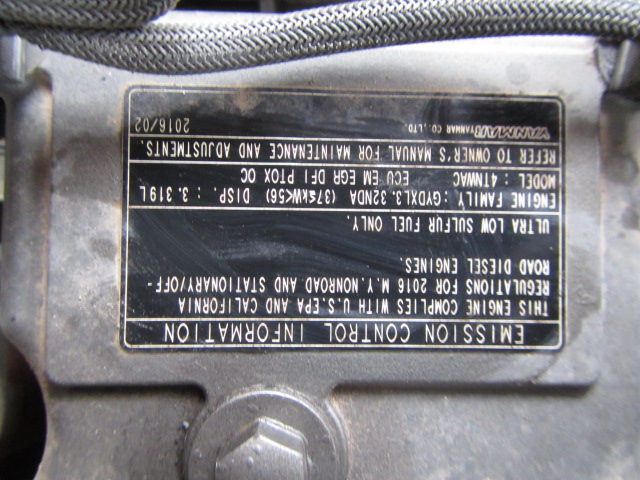 EMISSION CONTROL INFORMATION
THIS ENGINE COMPLIES WITH U.S.EPA AND CALIFORNIA
REGULATIONS FOR 2016 M.Y.NONROAD AND STATIONARY/OFF-
ROAD DIESEL ENGINES.
ULTRA LOW SULFUR FUEL ONLY.
ENGINE FAMILY : GYDXL3.32NDA (37≤kW<56) DISP. : 3.319L
MODEL : 4TNWAC ECU EM EGR DFI PTOX OC
REFER TO OWNER'S MANUAL FOR MAINTENANCE AND ADJUSTMENTS.
YANMAR YANMAR CO.,LTD. 2016/02